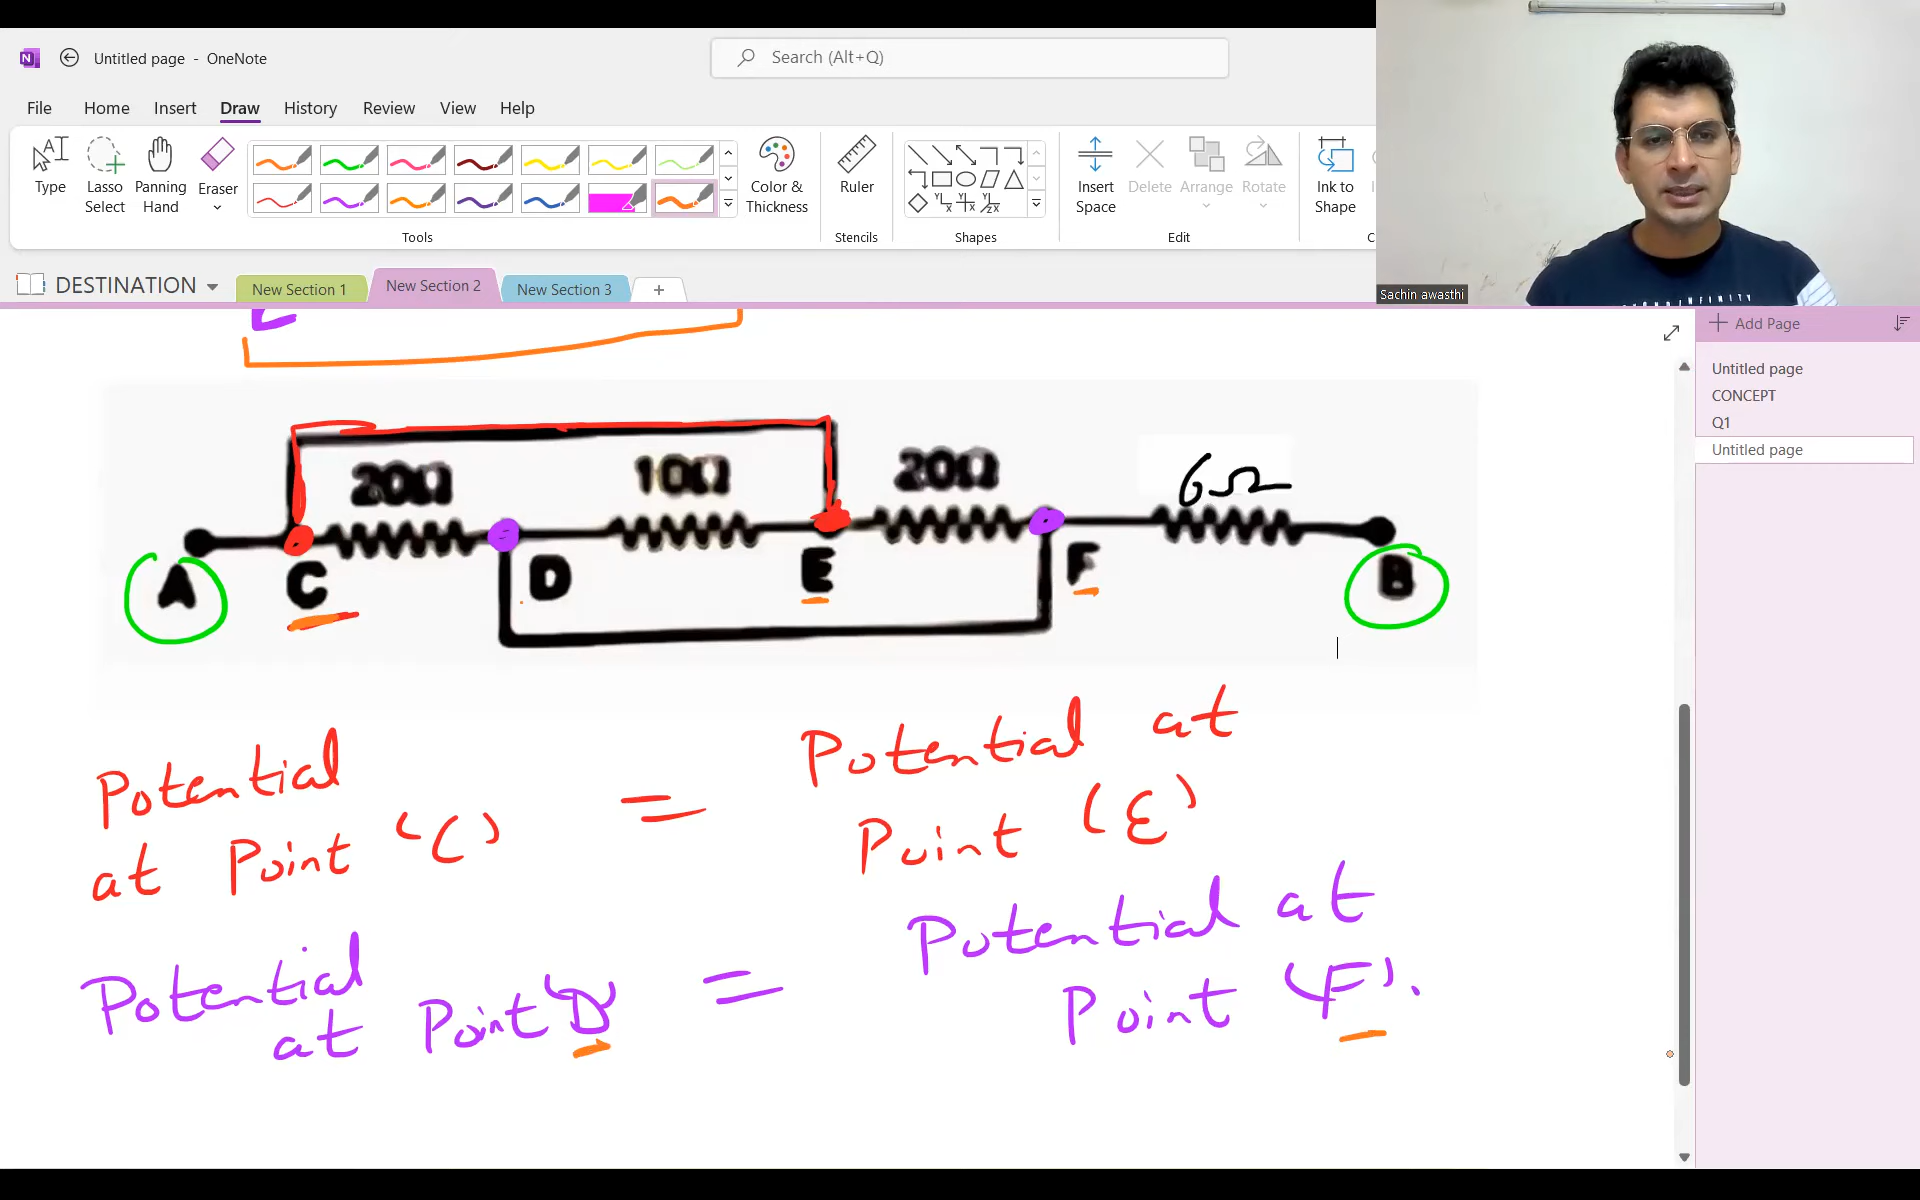 Untitled page - OneNote
Search (Alt+Q)
File Home Insert Draw History Review View Help
Type
Lasso Select
Panning Hand
Eraser
Color & Thickness
Ruler
Insert Space
Delete
Arrange
Rotate
Ink to Shape
Tools
Stencils
Shapes
Edit
DESTINATION
New Section 1
New Section 2
New Section 3
Sachin awasthi
Add Page
Untitled page
CONCEPT
Q1
Untitled page
20Ω 10Ω 20Ω 6Ω
A C D E F B
Potential at Point 'C' = Potential at Point 'E'
Potential at Point 'D' = Potential at Point 'F'.